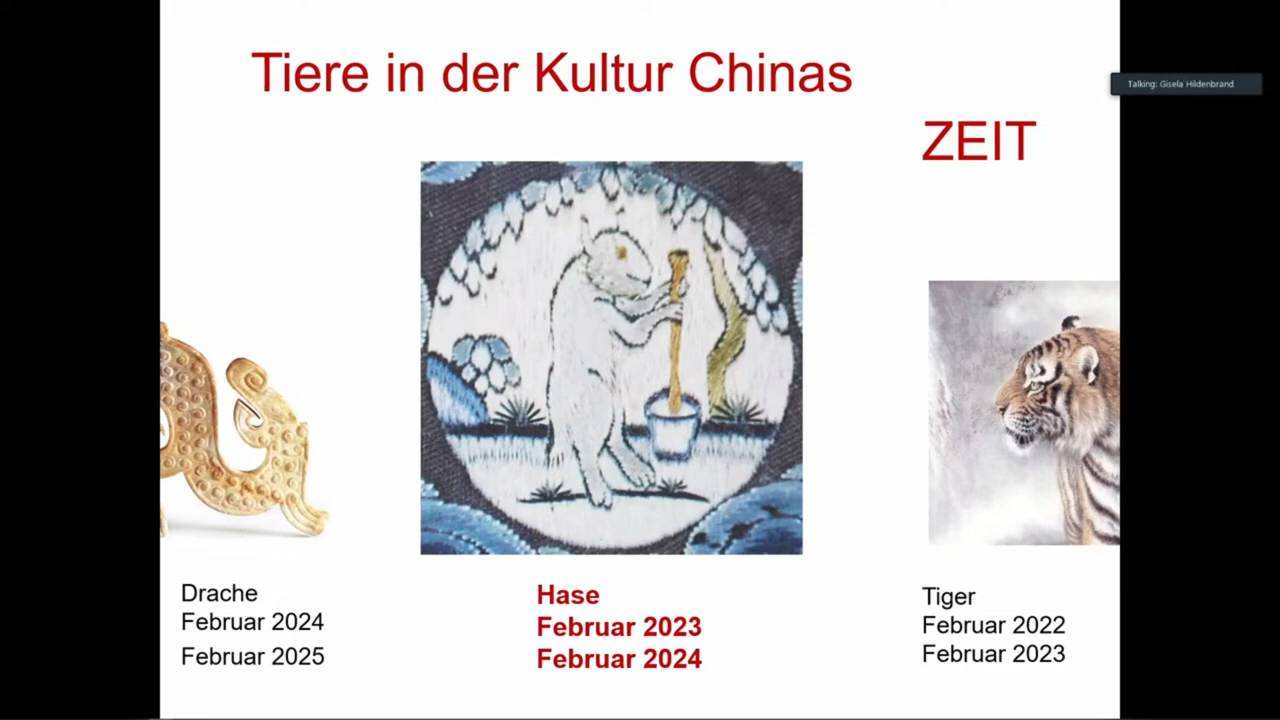 Tiere in der Kultur Chinas
Talking: Gisela Hildenbrand
ZEIT
Drache
Februar 2024
Februar 2025
Hase
Februar 2023
Februar 2024
Tiger
Februar 2022
Februar 2023